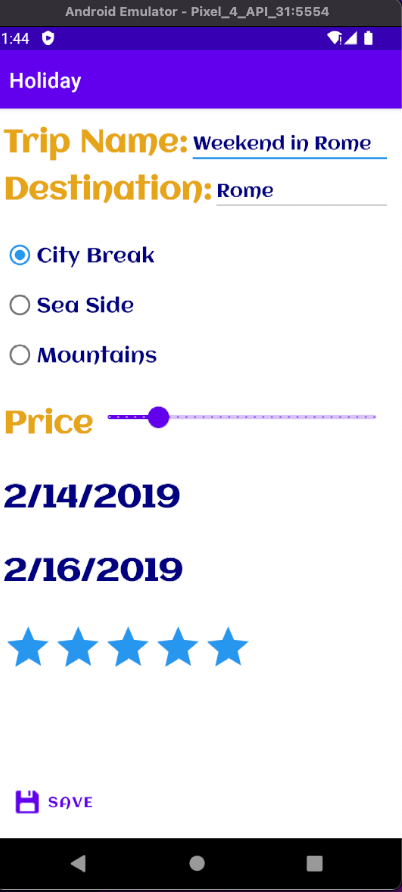 Android Emulator - Pixel_4_API_31:5554
1:44
Holiday
Trip Name: Weekend in Rome
Destination: Rome
City Break
Sea Side
Mountains
Price
2/14/2019
2/16/2019
SAVE